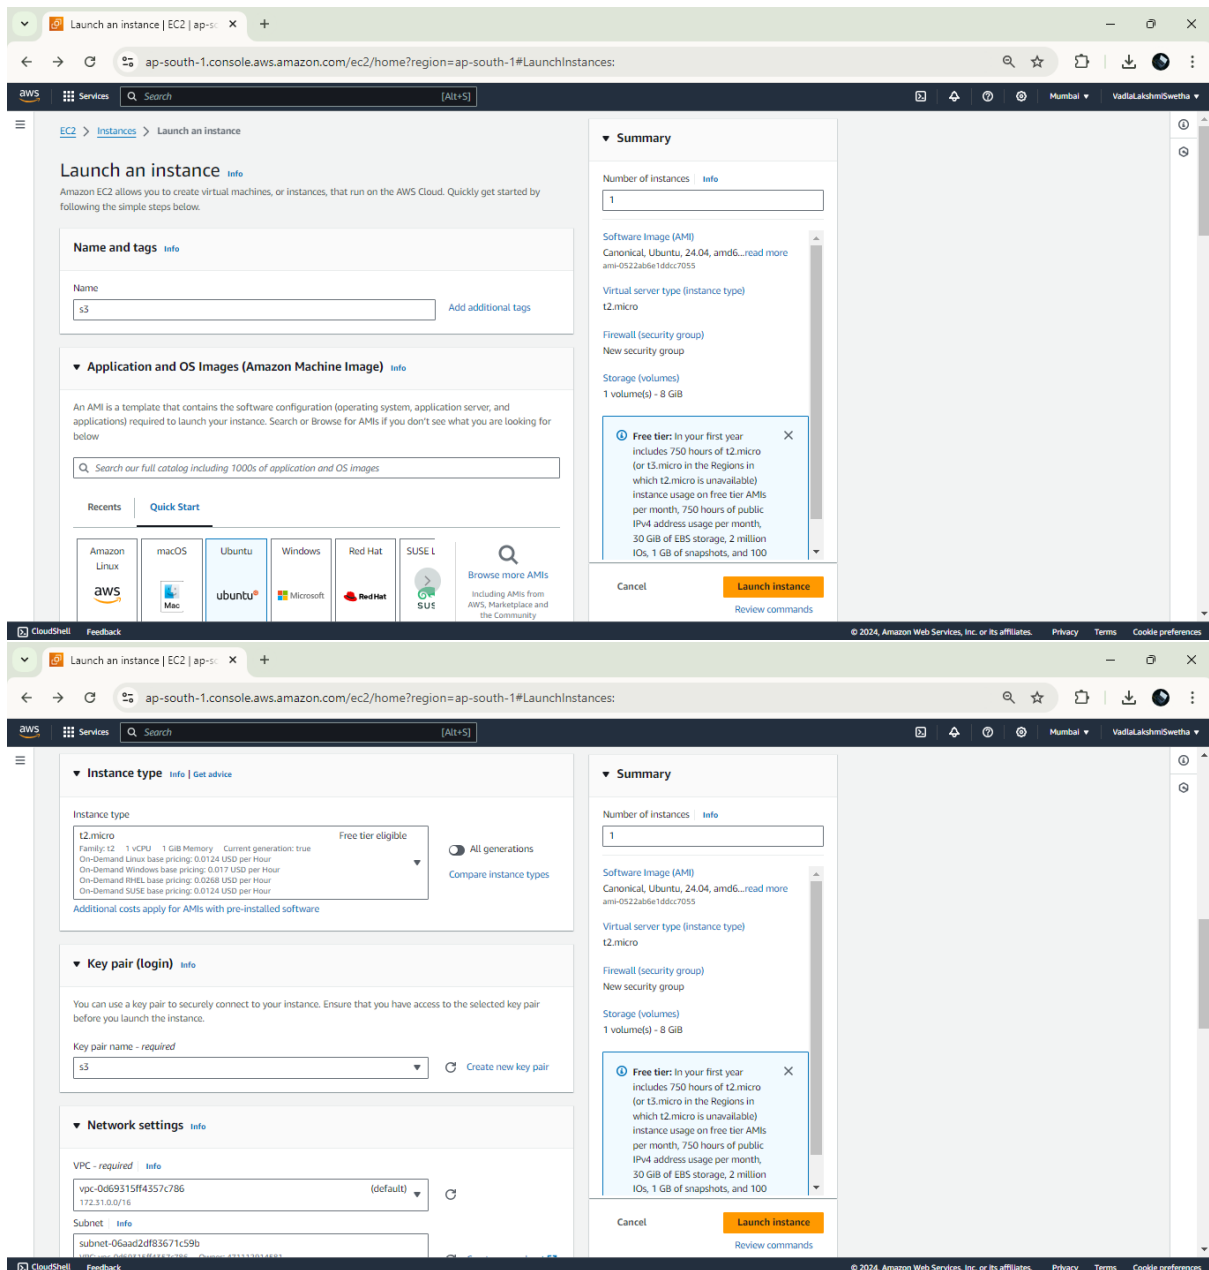 Launch an instance | EC2 | ap-sc
ap-south-1.console.aws.amazon.com/ec2/home?region=ap-south-1#LaunchInstances:
aws Services Search [Alt+S] Mumbai VadlaLakshmiSwetha
EC2 Instances Launch an instance
Launch an instance Info
Amazon EC2 allows you to create virtual machines, or instances, that run on the AWS Cloud. Quickly get started by
following the simple steps below.
Name and tags Info
Name
s3 Add additional tags
Application and OS Images (Amazon Machine Image) Info
An AMI is a template that contains the software configuration (operating system, application server, and
applications) required to launch your instance. Search or Browse for AMIs if you don't see what you are looking for
below
Search our full catalog including 1000s of application and OS images
Recents Quick Start
Amazon
Linux
aws
macOS
Mac
Ubuntu
ubuntu
Windows
Microsoft
Red Hat
Red Hat
SUSE L
SUS
Browse more AMIs
Including AMIs from
AWS, Marketplace and
the Community
Summary
Number of instances Info
1
Software Image (AMI)
Canonical, Ubuntu, 24.04, amd6...read more
ami-0522ab6e1ddcc7055
Virtual server type (instance type)
t2.micro
Firewall (security group)
New security group
Storage (volumes)
1 volume(s) - 8 GiB
Free tier: In your first year
includes 750 hours of t2.micro
(or t3.micro in the Regions in
which t2.micro is unavailable)
instance usage on free tier AMIs
per month, 750 hours of public
IPv4 address usage per month,
30 GiB of EBS storage, 2 million
IOs, 1 GB of snapshots, and 100
Cancel Launch instance
Review commands
CloudShell Feedback © 2024, Amazon Web Services, Inc. or its affiliates. Privacy Terms Cookie preferences
Launch an instance | EC2 | ap-sc
ap-south-1.console.aws.amazon.com/ec2/home?region=ap-south-1#LaunchInstances:
aws Services Search [Alt+S] Mumbai VadlaLakshmiSwetha
Instance type Info | Get advice
Instance type
t2.micro Free tier eligible
Family: t2 1 vCPU 1 GiB Memory Current generation: true
On-Demand Linux base pricing: 0.0124 USD per Hour
On-Demand Windows base pricing: 0.017 USD per Hour
On-Demand RHEL base pricing: 0.0268 USD per Hour
On-Demand SUSE base pricing: 0.0124 USD per Hour
All generations
Compare instance types
Additional costs apply for AMIs with pre-installed software
Key pair (login) Info
You can use a key pair to securely connect to your instance. Ensure that you have access to the selected key pair
before you launch the instance.
Key pair name - required
s3 Create new key pair
Network settings Info
VPC - required Info
vpc-0d69315ff4357c786 (default)
172.31.0.0/16
Subnet Info
subnet-06aad2df83671c59b
Summary
Number of instances Info
1
Software Image (AMI)
Canonical, Ubuntu, 24.04, amd6...read more
ami-0522ab6e1ddcc7055
Virtual server type (instance type)
t2.micro
Firewall (security group)
New security group
Storage (volumes)
1 volume(s) - 8 GiB
Free tier: In your first year
includes 750 hours of t2.micro
(or t3.micro in the Regions in
which t2.micro is unavailable)
instance usage on free tier AMIs
per month, 750 hours of public
IPv4 address usage per month,
30 GiB of EBS storage, 2 million
IOs, 1 GB of snapshots, and 100
Cancel Launch instance
Review commands
CloudShell Feedback © 2024, Amazon Web Services, Inc. or its affiliates. Privacy Terms Cookie preferences